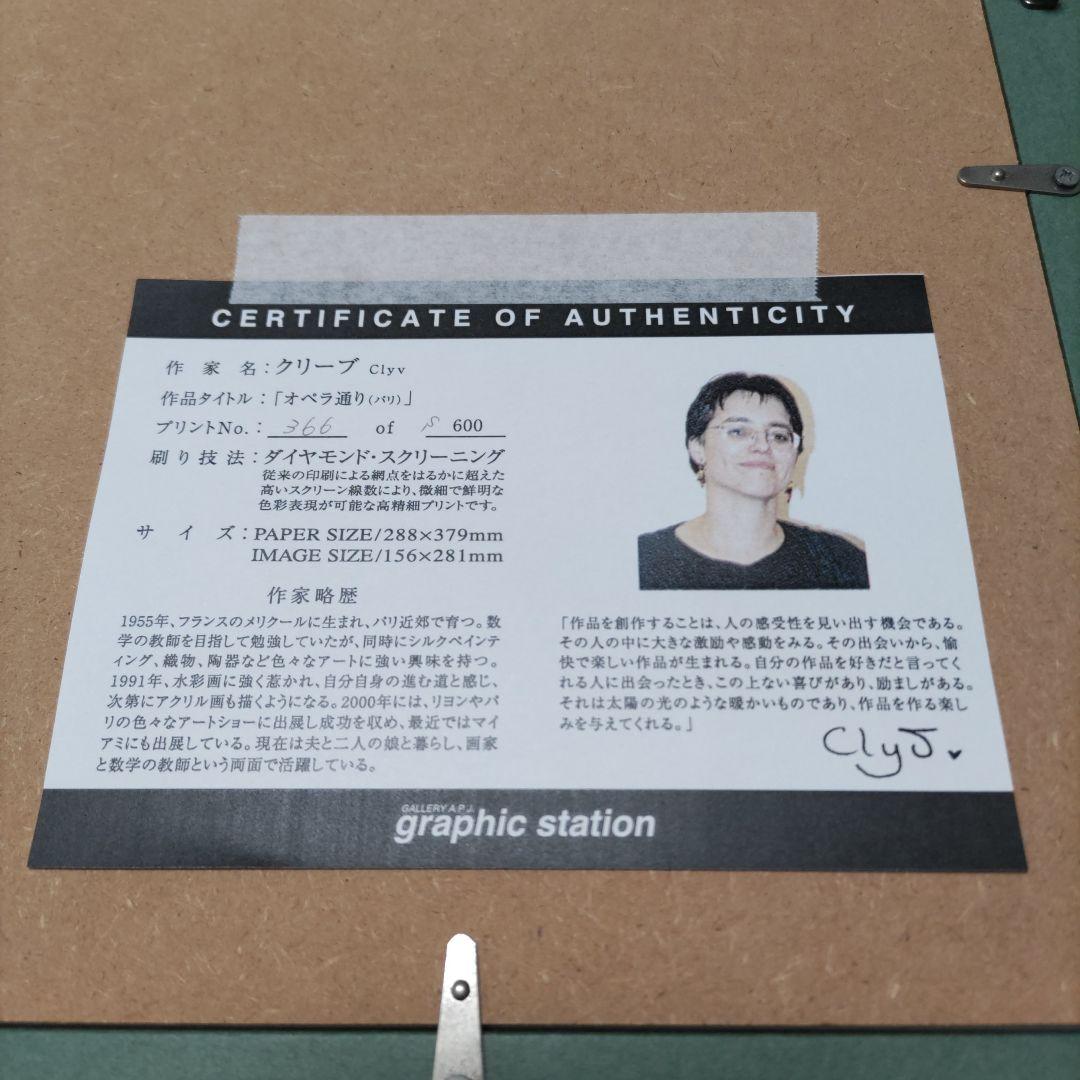 CERTIFICATE OF AUTHENTICITY
作 家 名：クリーブ Clyv
作品タイトル：「オペラ通り（パリ）」
プリントNo.： 366 of 600
刷り技法：ダイヤモンド・スクリーニング
従来の印刷による網点をはるかに超えた
高いスクリーン線数により、微細で鮮明な
色彩表現が可能な高精細プリントです。
サ イ ズ：PAPER SIZE/288×379mm
IMAGE SIZE/156×281mm
作家略歴
1955年、フランスのメリクールに生まれ、パリ近郊で育つ。数
学の教師を目指して勉強していたが、同時にシルクペインテ
ィング、織物、陶器など色々なアートに強い興味を持つ。
1991年、水彩画に強く惹かれ、自分自身の進む道と感じ、
次第にアクリル画も描くようになる。2000年には、リヨンやパ
リの色々なアートショーに出展し成功を収め、最近ではマイ
アミにも出展している。現在は夫と二人の娘と暮らし、画家
と数学の教師という両面で活躍している。
「作品を創作することは、人の感受性を見い出す機会である。
その人の中に大きな激励や感動をみる。その出会いから、愉
快で楽しい作品が生まれる。自分の作品を好きだと言ってく
れる人に出会ったとき、この上ない喜びがあり、励ましがある。
それは太陽の光のような暖かいものであり、作品を作る楽し
みを与えてくれる。」
Clyv
GALLERY A.P.J.
graphic station